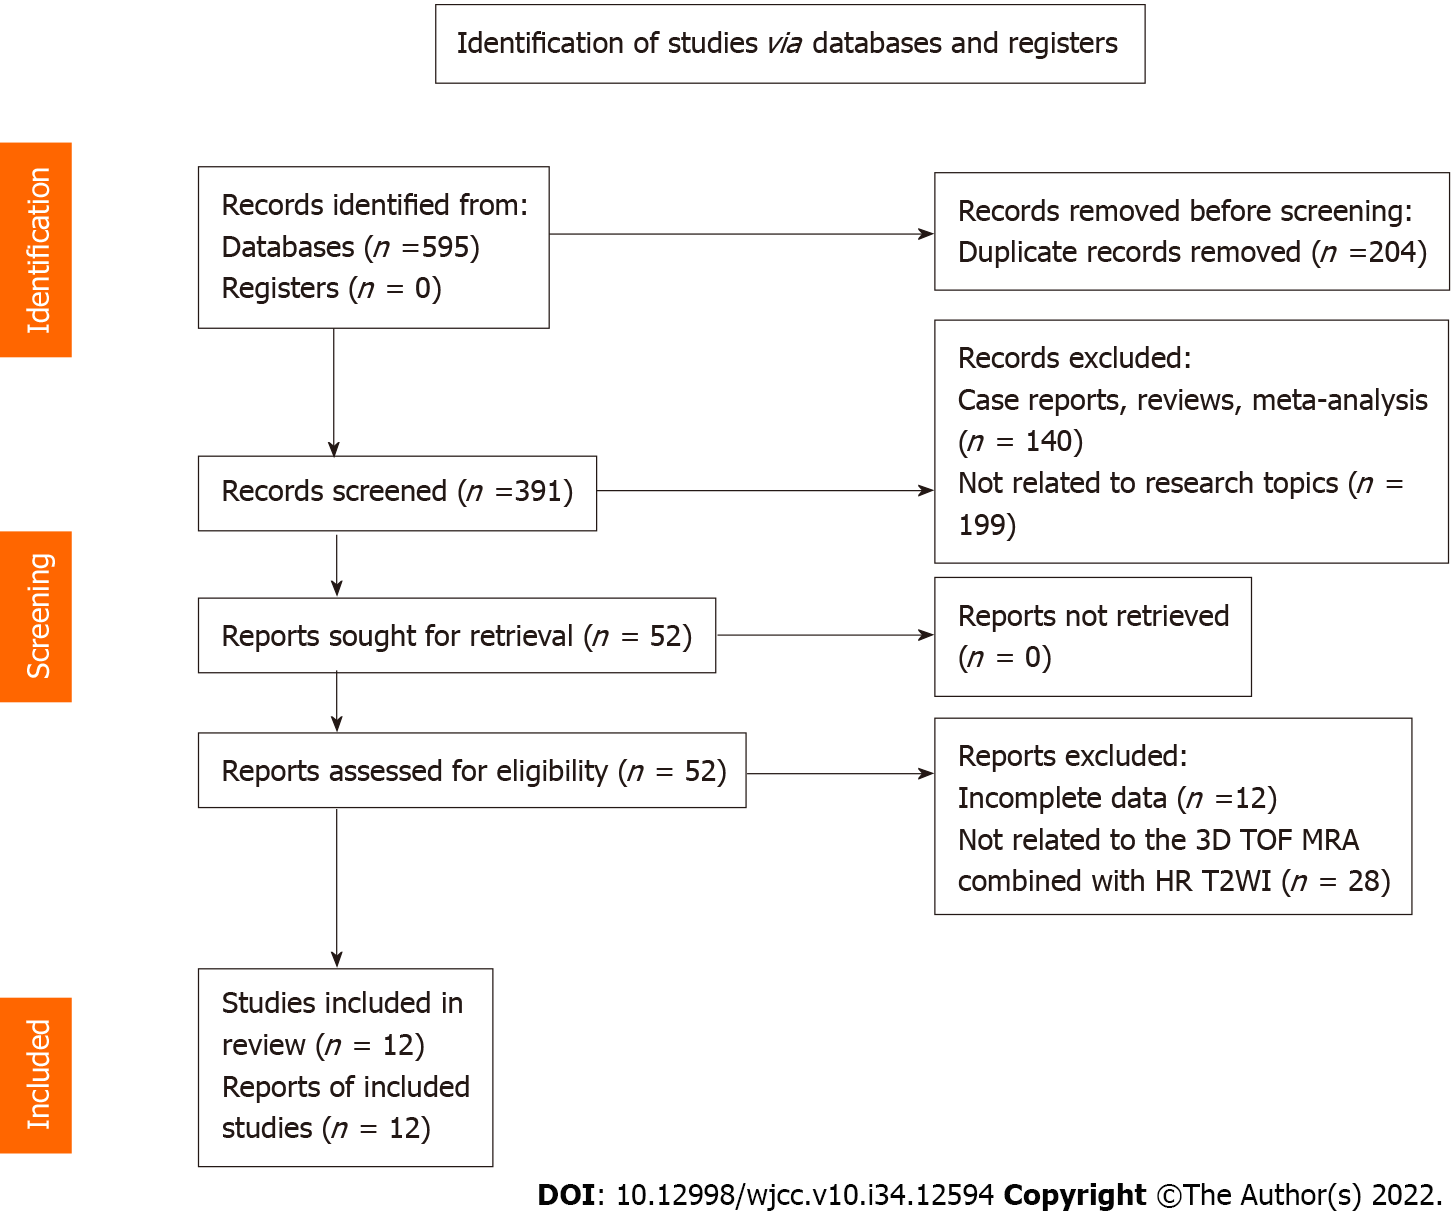 Identification of studies via databases and registers
Identification
Records identified from:
Databases (n =595)
Registers (n = 0)
Records removed before screening:
Duplicate records removed (n =204)
Screening
Records screened (n =391)
Records excluded:
Case reports, reviews, meta-analysis
(n = 140)
Not related to research topics (n =
199)
Reports sought for retrieval (n = 52)
Reports not retrieved
(n = 0)
Reports assessed for eligibility (n = 52)
Reports excluded:
Incomplete data (n =12)
Not related to the 3D TOF MRA
combined with HR T2WI (n = 28)
Included
Studies included in
review (n = 12)
Reports of included
studies (n = 12)
DOI: 10.12998/wjcc.v10.i34.12594 Copyright ©The Author(s) 2022.